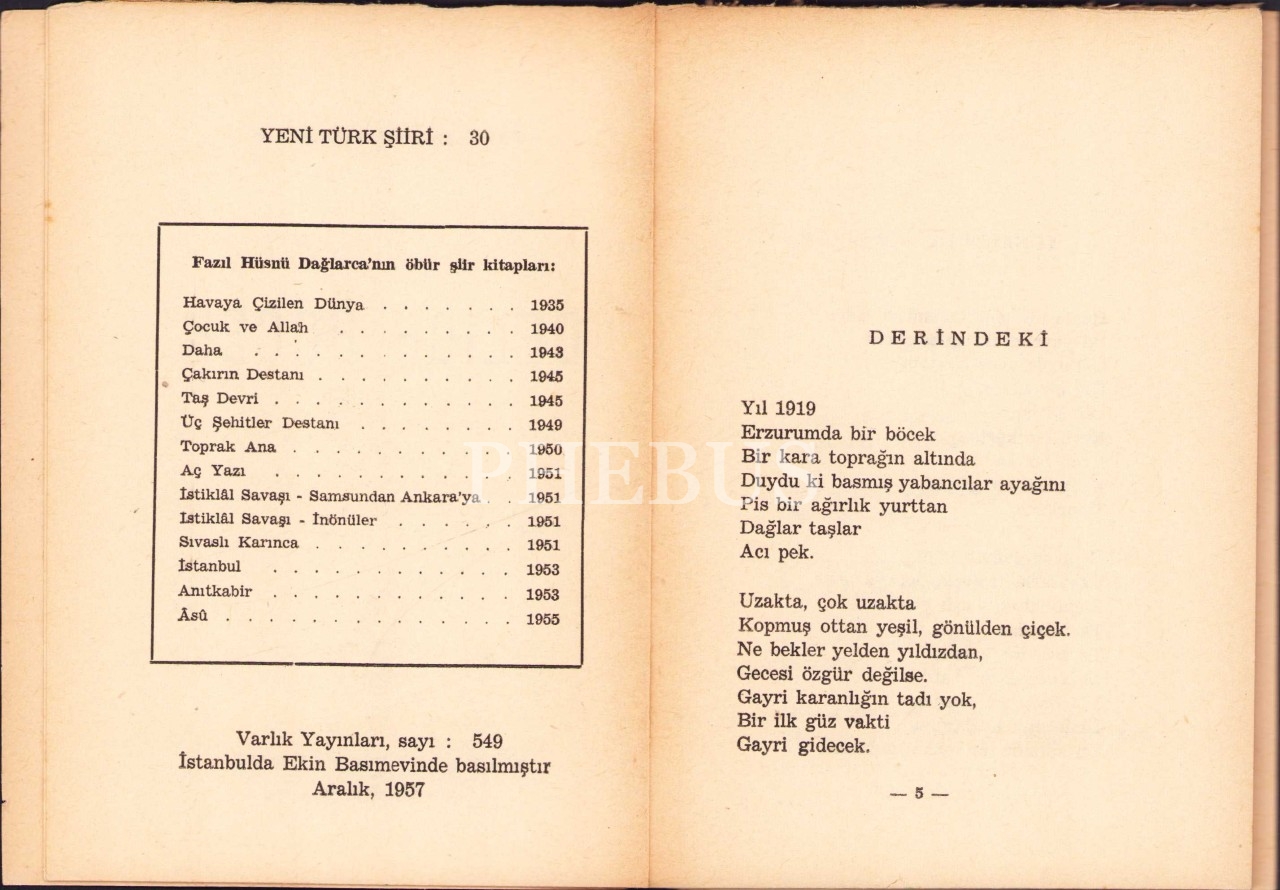 YENİ TÜRK ŞİİRİ : 30
Fazıl Hüsnü Dağlarca'nın öbür şiir kitapları:
Havaya Çizilen Dünya . . . . . . . 1935
Çocuk ve Allah . . . . . . . . . 1940
Daha . . . . . . . . . . . . 1943
Çakırın Destanı . . . . . . . . . . 1945
Taş Devri . . . . . . . . . . . . 1945
Üç Şehitler Destanı . . . . . . . . 1949
Toprak Ana . . . . . . . . . . . 1950
Aç Yazı . . . . . . . . . . . . 1951
İstiklâl Savaşı - Samsundan Ankara'ya . . 1951
İstiklâl Savaşı - İnönüler . . . . . . 1951
Sıvaslı Karınca . . . . . . . . . . 1951
İstanbul . . . . . . . . . . . . 1953
Anıtkabir . . . . . . . . . . . . 1953
Âsû . . . . . . . . . . . . . . 1955
Varlık Yayınları, sayı : 549
İstanbulda Ekin Basımevinde basılmıştır
Aralık, 1957
PHEBUS
DERİNDEKİ
Yıl 1919
Erzurumda bir böcek
Bir kara toprağın altında
Duydu ki basmış yabancılar ayağını
Pis bir ağırlık yurttan
Dağlar taşlar
Acı pek.
Uzakta, çok uzakta
Kopmuş ottan yeşil, gönülden çiçek.
Ne bekler yelden yıldızdan,
Gecesi özgür değilse.
Gayri karanlığın tadı yok,
Bir ilk güz vakti
Gayri gidecek.
— 5 —